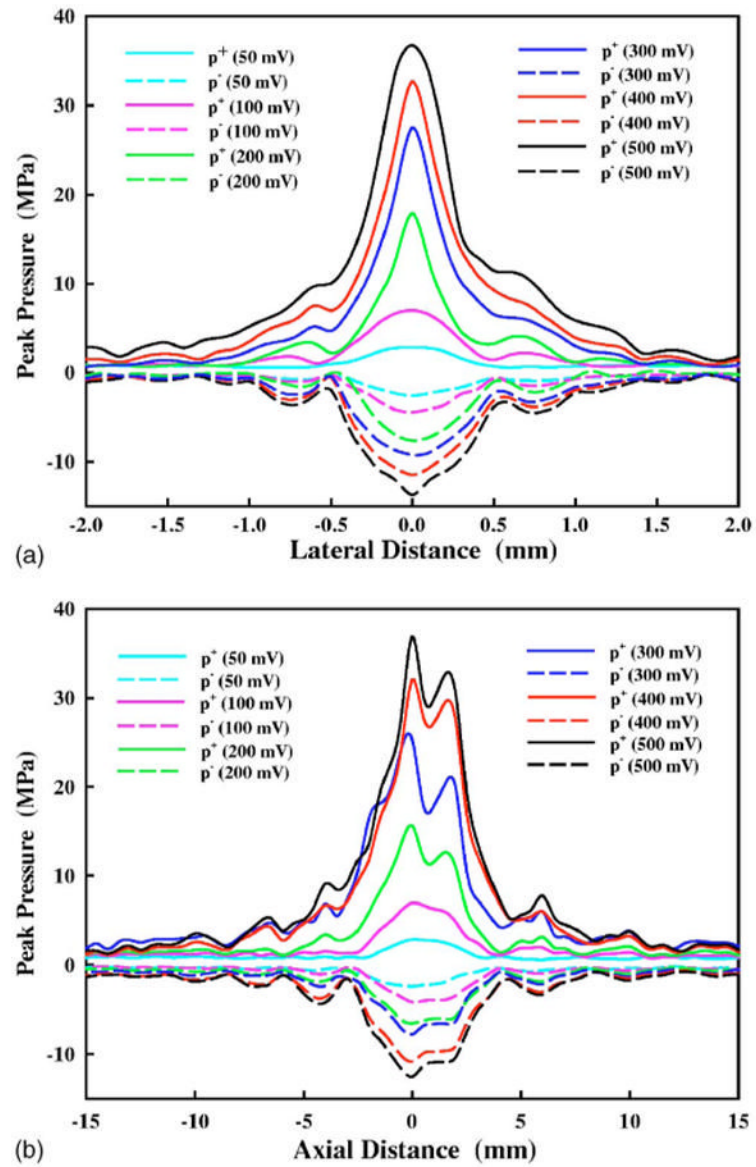 40
30
20
10
0
-10
Peak Pressure (MPa)
p+ (50 mV)
p- (50 mV)
p+ (100 mV)
p- (100 mV)
p+ (200 mV)
p- (200 mV)
p+ (300 mV)
p- (300 mV)
p+ (400 mV)
p- (400 mV)
p+ (500 mV)
p- (500 mV)
-2.0 -1.5 -1.0 -0.5 0.0 0.5 1.0 1.5 2.0
(a) Lateral Distance (mm)
40
30
20
10
0
-10
Peak Pressure (MPa)
p+ (50 mV)
p- (50 mV)
p+ (100 mV)
p- (100 mV)
p+ (200 mV)
p- (200 mV)
p+ (300 mV)
p- (300 mV)
p+ (400 mV)
p- (400 mV)
p+ (500 mV)
p- (500 mV)
-15 -10 -5 0 5 10 15
(b) Axial Distance (mm)